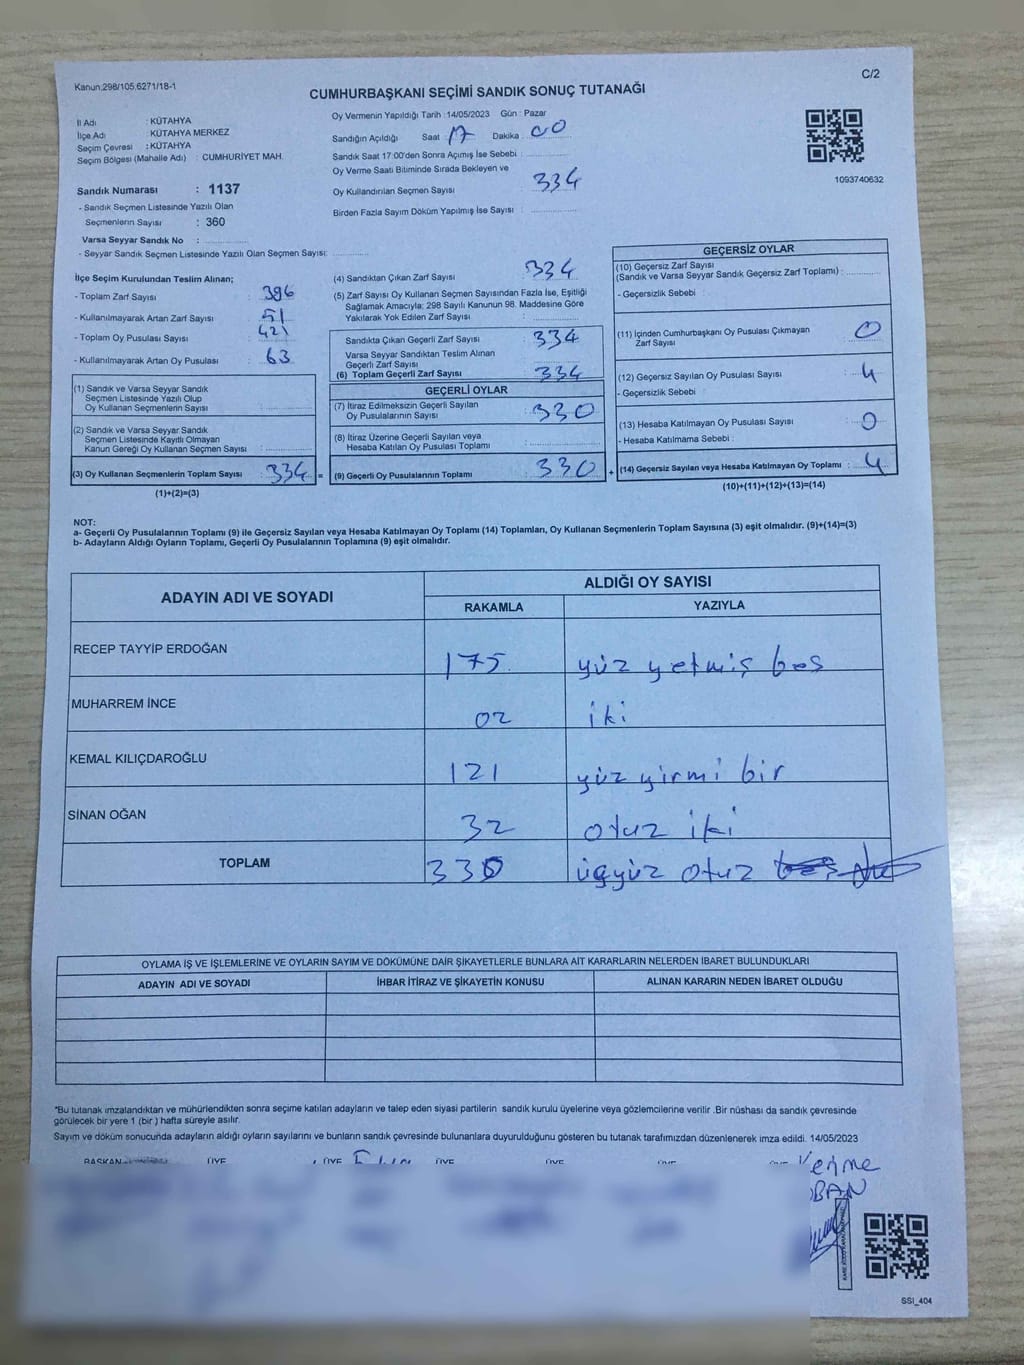 Kanun:298/105,6271/18-1
C/2
CUMHURBAŞKANI SEÇİMİ SANDIK SONUÇ TUTANAĞI
İl Adı : KÜTAHYA
İlçe Adı : KÜTAHYA MERKEZ
Seçim Çevresi : KÜTAHYA
Seçim Bölgesi (Mahalle Adı) : CUMHURİYET MAH.
Sandık Numarası : 1137
- Sandık Seçmen Listesinde Yazılı Olan
Seçmenlerin Sayısı : 360
Varsa Seyyar Sandık No :
- Seyyar Sandık Seçmen Listesinde Yazılı Olan Seçmen Sayısı:
Oy Vermenin Yapıldığı Tarih : 14/05/2023 Gün : Pazar
Sandığın Açıldığı Saat 17 Dakika 00
Sandık Saat 17:00'den Sonra Açımış İse Sebebi :
Oy Verme Saati Bitiminde Sırada Bekleyen ve
Oy Kullandırılan Seçmen Sayısı 334
Birden Fazla Sayım Döküm Yapılmış İse Sayısı :
1093740632
İlçe Seçim Kurulundan Teslim Alınan;
- Toplam Zarf Sayısı : 396
- Kullanılmayarak Artan Zarf Sayısı : 51
- Toplam Oy Pusulası Sayısı : 421
- Kullanılmayarak Artan Oy Pusulası : 63
(1) Sandık ve Varsa Seyyar Sandık
Seçmen Listesinde Yazılı Olup
Oy Kullanan Seçmenlerin Sayısı :
(2) Sandık ve Varsa Seyyar Sandık
Seçmen Listesinde Kayıtlı Olmayan
Kanun Gereği Oy Kullanan Seçmen Sayısı :
(3) Oy Kullanan Seçmenlerin Toplam Sayısı : 334 =
(1)+(2)=(3)
(4) Sandıktan Çıkan Zarf Sayısı : 334
(5) Zarf Sayısı Oy Kullanan Seçmen Sayısından Fazla İse, Eşitliği
Sağlamak Amacıyla; 298 Sayılı Kanunun 98. Maddesine Göre
Yakılarak Yok Edilen Zarf Sayısı :
Sandıkta Çıkan Geçerli Zarf Sayısı : 334
Varsa Seyyar Sandıktan Teslim Alınan
Geçerli Zarf Sayısı :
(6) Toplam Geçerli Zarf Sayısı : 334
GEÇERLİ OYLAR
(7) İtiraz Edilmeksizin Geçerli Sayılan
Oy Pusulalarının Sayısı : 330
(8) İtiraz Üzerine Geçerli Sayılan veya
Hesaba Katılan Oy Pusulası Toplamı :
(9) Geçerli Oy Pusulalarının Toplamı : 330 +
GEÇERSİZ OYLAR
(10) Geçersiz Zarf Sayısı
(Sandık ve Varsa Seyyar Sandık Geçersiz Zarf Toplamı) :
- Geçersizlik Sebebi :
(11) İçinden Cumhurbaşkanı Oy Pusulası Çıkmayan
Zarf Sayısı : 0
(12) Geçersiz Sayılan Oy Pusulası Sayısı : 4
- Geçersizlik Sebebi :
(13) Hesaba Katılmayan Oy Pusulası Sayısı : 0
- Hesaba Katılmama Sebebi :
(14) Geçersiz Sayılan veya Hesaba Katılmayan Oy Toplamı : 4
(10)+(11)+(12)+(13)=(14)
NOT:
a- Geçerli Oy Pusulalarının Toplamı (9) ile Geçersiz Sayılan veya Hesaba Katılmayan Oy Toplamı (14) Toplamları, Oy Kullanan Seçmenlerin Toplam Sayısına (3) eşit olmalıdır. (9)+(14)=(3)
b- Adayların Aldığı Oyların Toplamı, Geçerli Oy Pusulalarının Toplamına (9) eşit olmalıdır.
ADAYIN ADI VE SOYADI
ALDIĞI OY SAYISI
RAKAMLA YAZIYLA
RECEP TAYYİP ERDOĞAN 175 yüz yetmiş beş
MUHARREM İNCE 02 iki
KEMAL KILIÇDAROĞLU 121 yüz yirmi bir
SİNAN OĞAN 32 otuz iki
TOPLAM 330 üçyüz otuz
OYLAMA İŞ VE İŞLEMLERİNE VE OYLARIN SAYIM VE DÖKÜMÜNE DAİR ŞİKAYETLERLE BUNLARA AİT KARARLARIN NELERDEN İBARET BULUNDUKLARI
ADAYIN ADI VE SOYADI İHBAR İTİRAZ VE ŞİKAYETİN KONUSU ALINAN KARARIN NEDEN İBARET OLDUĞU
*Bu tutanak imzalandıktan ve mühürlendikten sonra seçime katılan adayların ve talep eden siyasi partilerin sandık kurulu üyelerine veya gözlemcilerine verilir .Bir nüshası da sandık çevresinde
görülecek bir yere 1 (bir ) hafta süreyle asılır.
Sayım ve döküm sonucunda adayların aldığı oyların sayılarını ve bunların sandık çevresinde bulunanlara duyurulduğunu gösteren bu tutanak tarafımızdan düzenlenerek imza edildi. 14/05/2023
BAŞKAN ÜYE ÜYE ÜYE ÜYE ÜYE
SSI_404